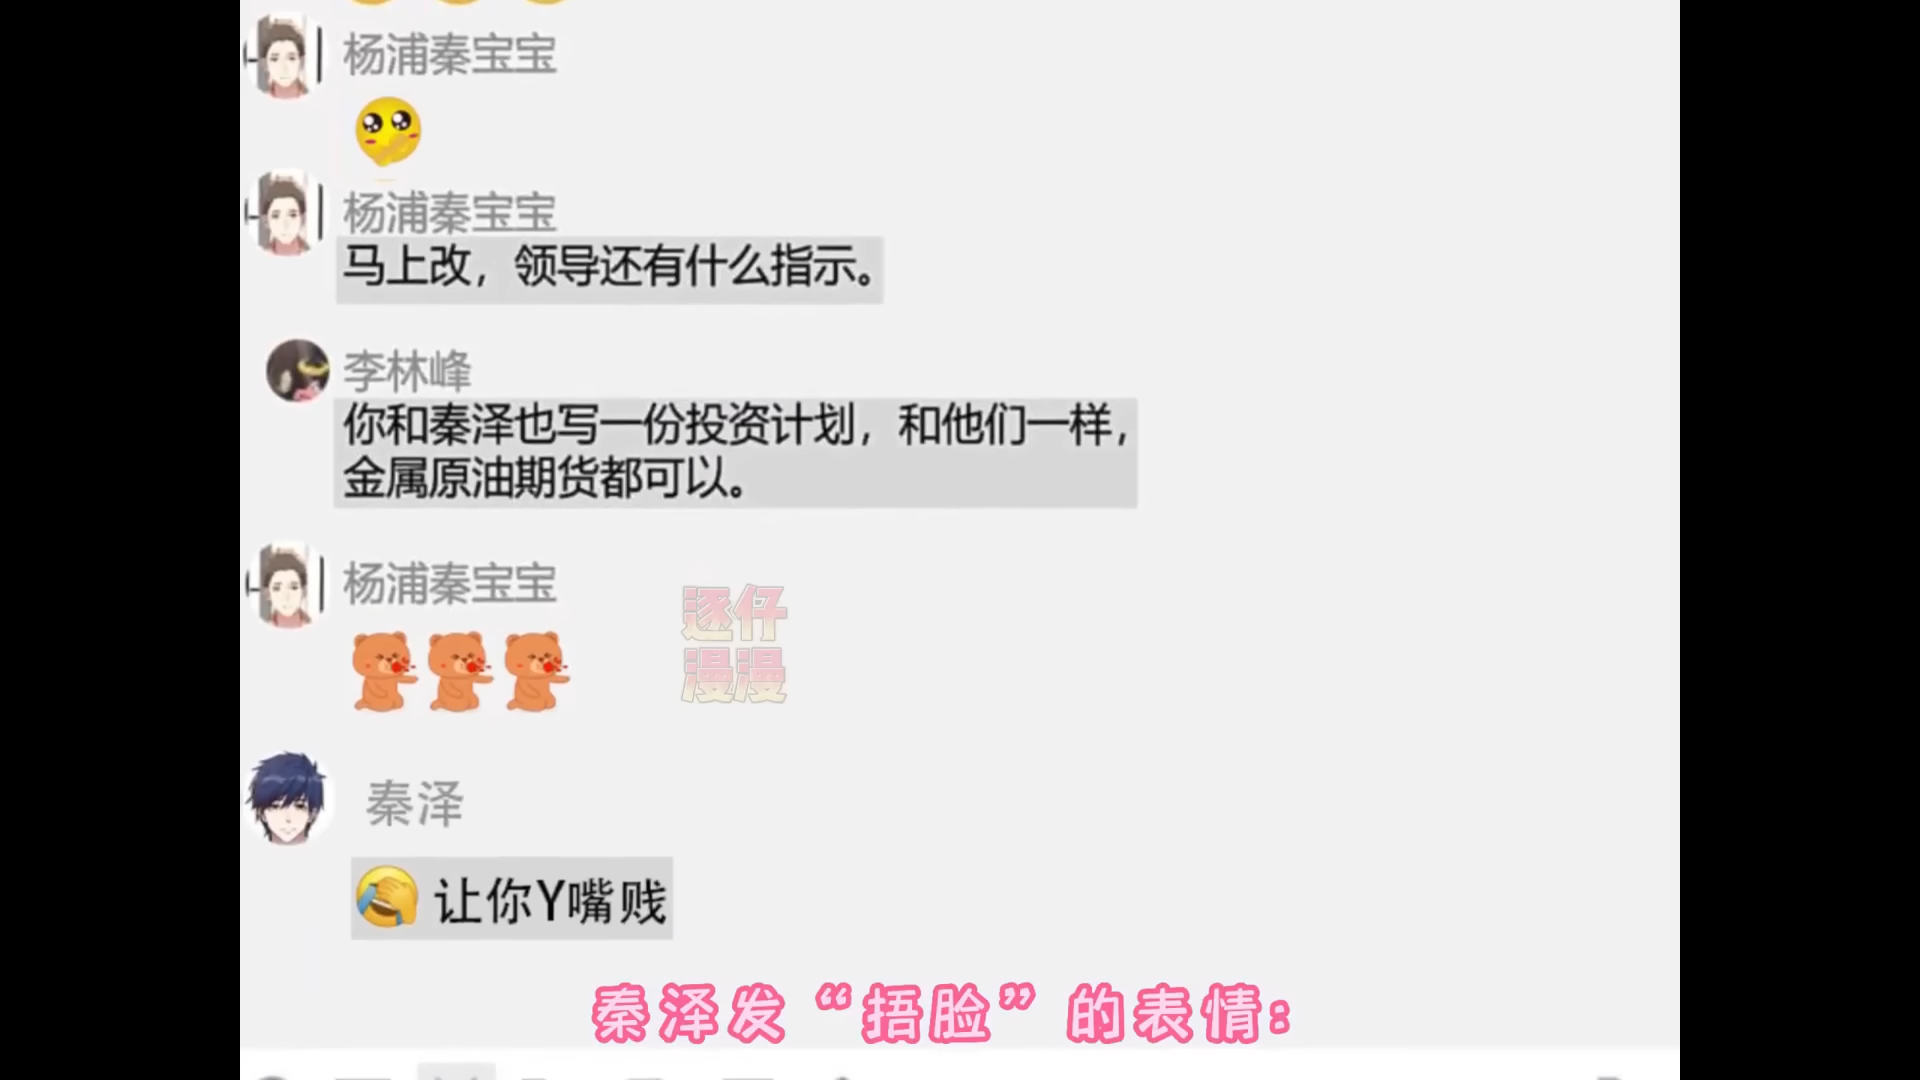 杨浦秦宝宝
杨浦秦宝宝
马上改，领导还有什么指示。
李林峰
你和秦泽也写一份投资计划，和他们一样，
金属原油期货都可以。
杨浦秦宝宝
逐仔
漫漫
秦泽
让你Y嘴贱
秦泽发“捂脸”的表情：